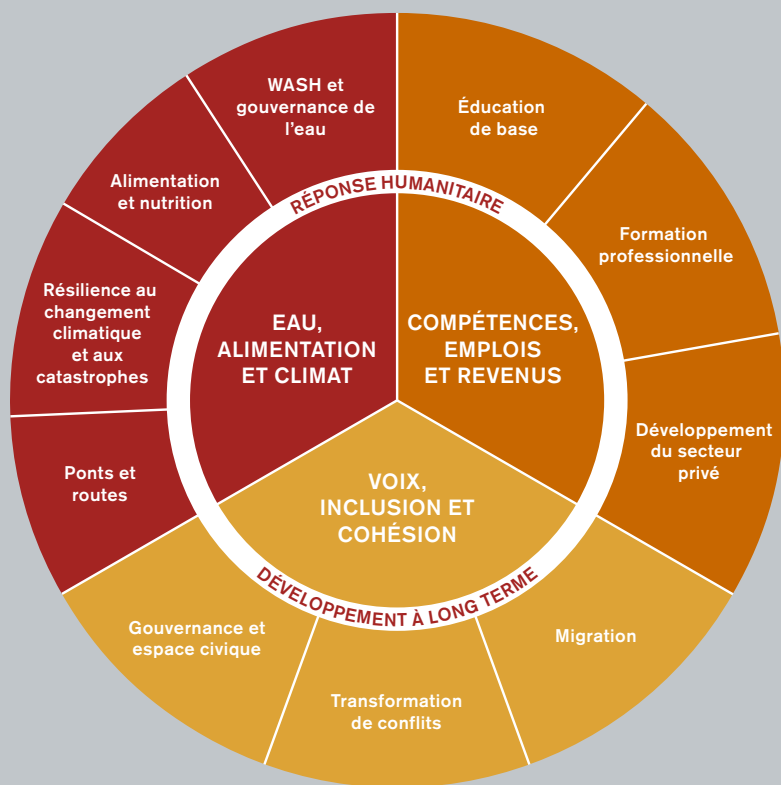 WASH et
gouvernance de
l'eau
Éducation
de base
Alimentation
et nutrition
RÉPONSE HUMANITAIRE
Formation
professionnelle
Résilience au
changement
climatique
et aux
catastrophes
EAU,
ALIMENTATION
ET CLIMAT
COMPÉTENCES,
EMPLOIS
ET REVENUS
Développement
du secteur
privé
Ponts et
routes
VOIX,
INCLUSION ET
COHÉSION
DÉVELOPPEMENT À LONG TERME
Gouvernance et
espace civique
Migration
Transformation
de conflits